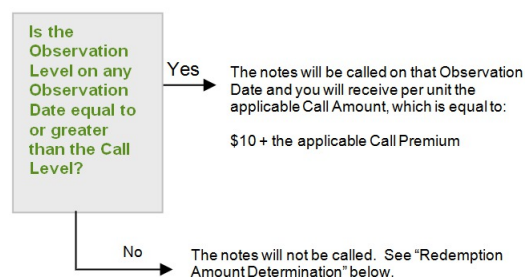 Is the
Observation
Level on any
Observation
Date equal to
or greater
than the Call
Level?
Yes
The notes will be called on that Observation
Date and you will receive per unit the
applicable Call Amount, which is equal to:
$10 + the applicable Call Premium
No
The notes will not be called.  See “Redemption
Amount Determination” below.